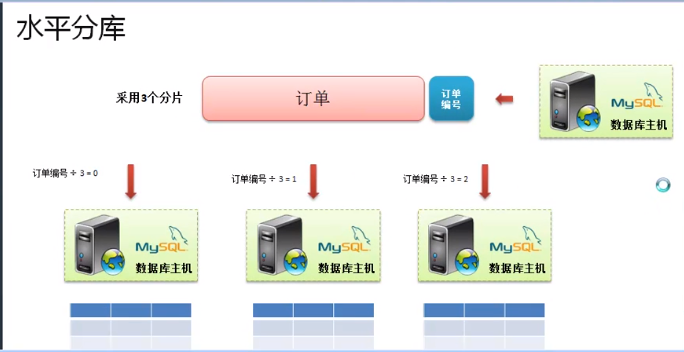 水平分库
采用3个分片
订单
订单
编号
MySQL
数据库主机
订单编号 ÷ 3 = 0
订单编号 ÷ 3 = 1
订单编号 ÷ 3 = 2
MySQL
数据库主机
MySQL
数据库主机
MySQL
数据库主机